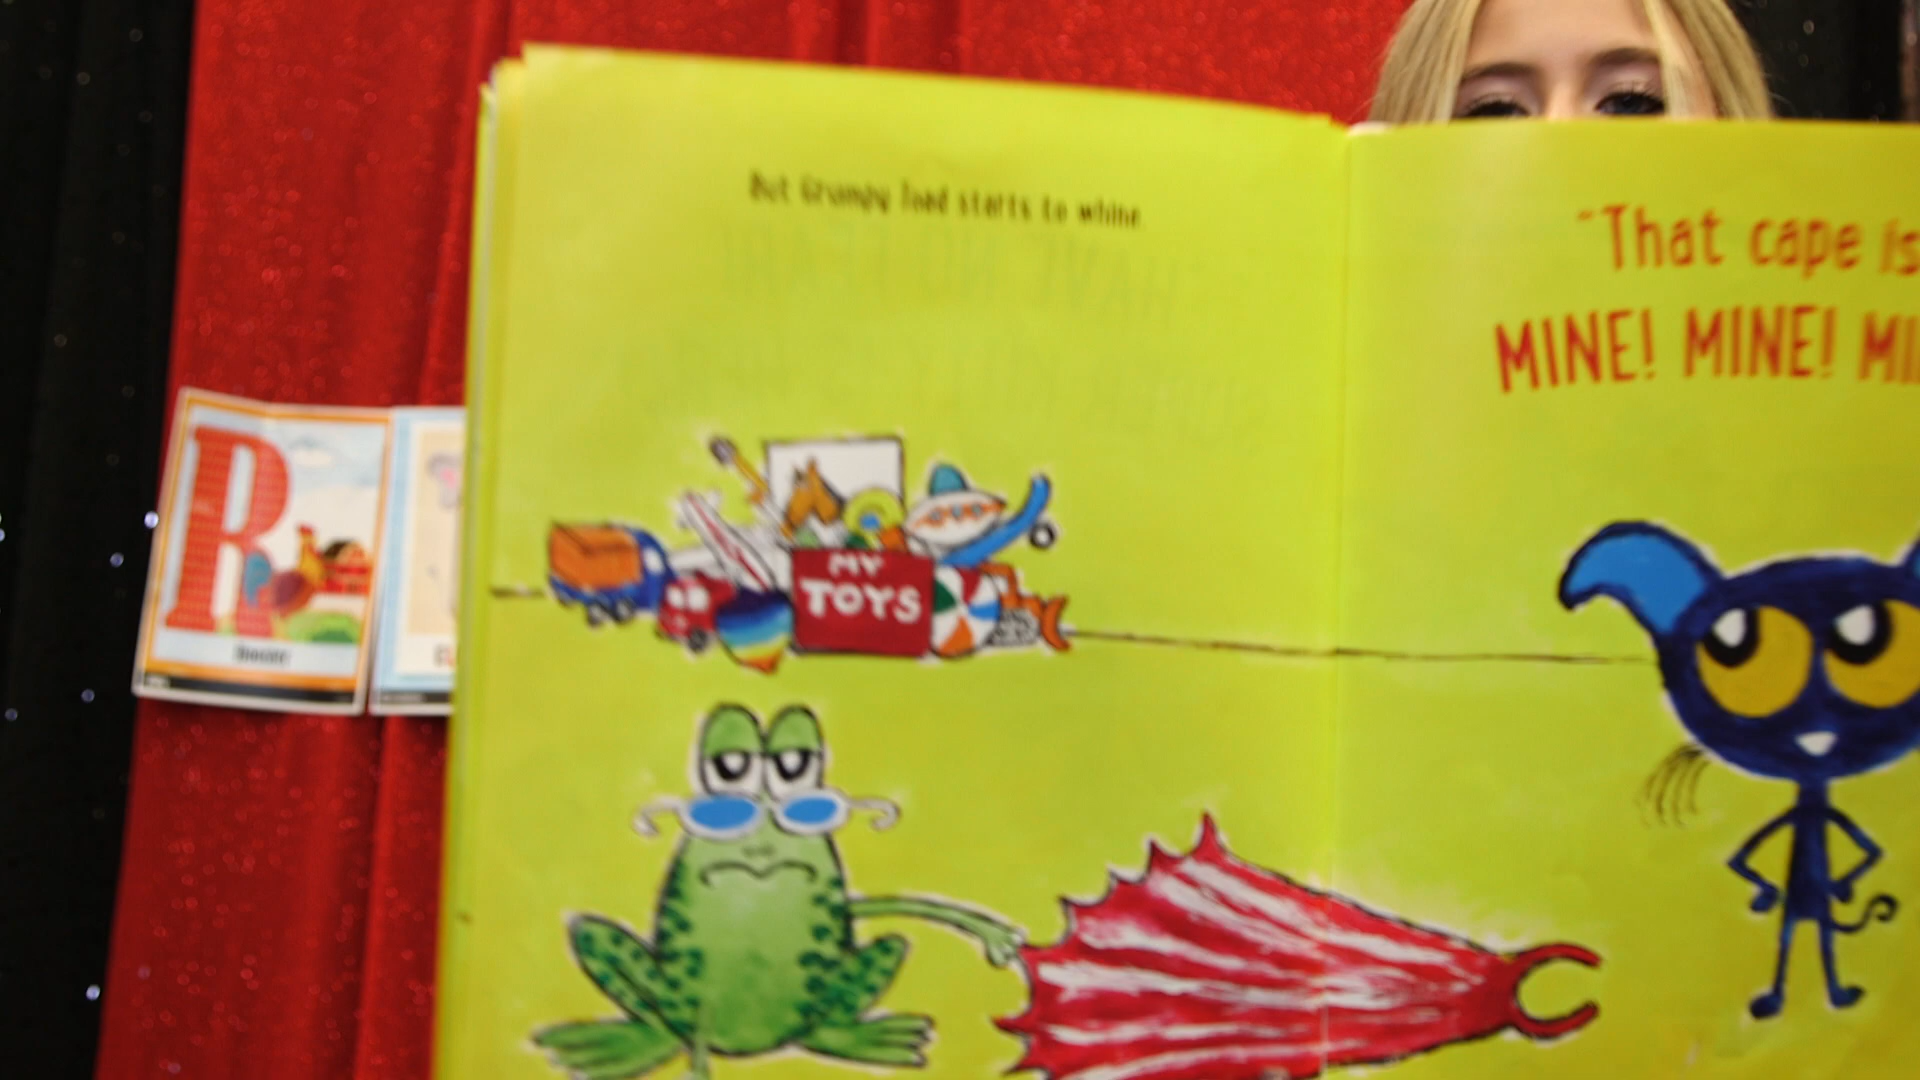 But Grumpy Toad starts to whine.
"That cape is
MINE! MINE! MI
MY
TOYS
R